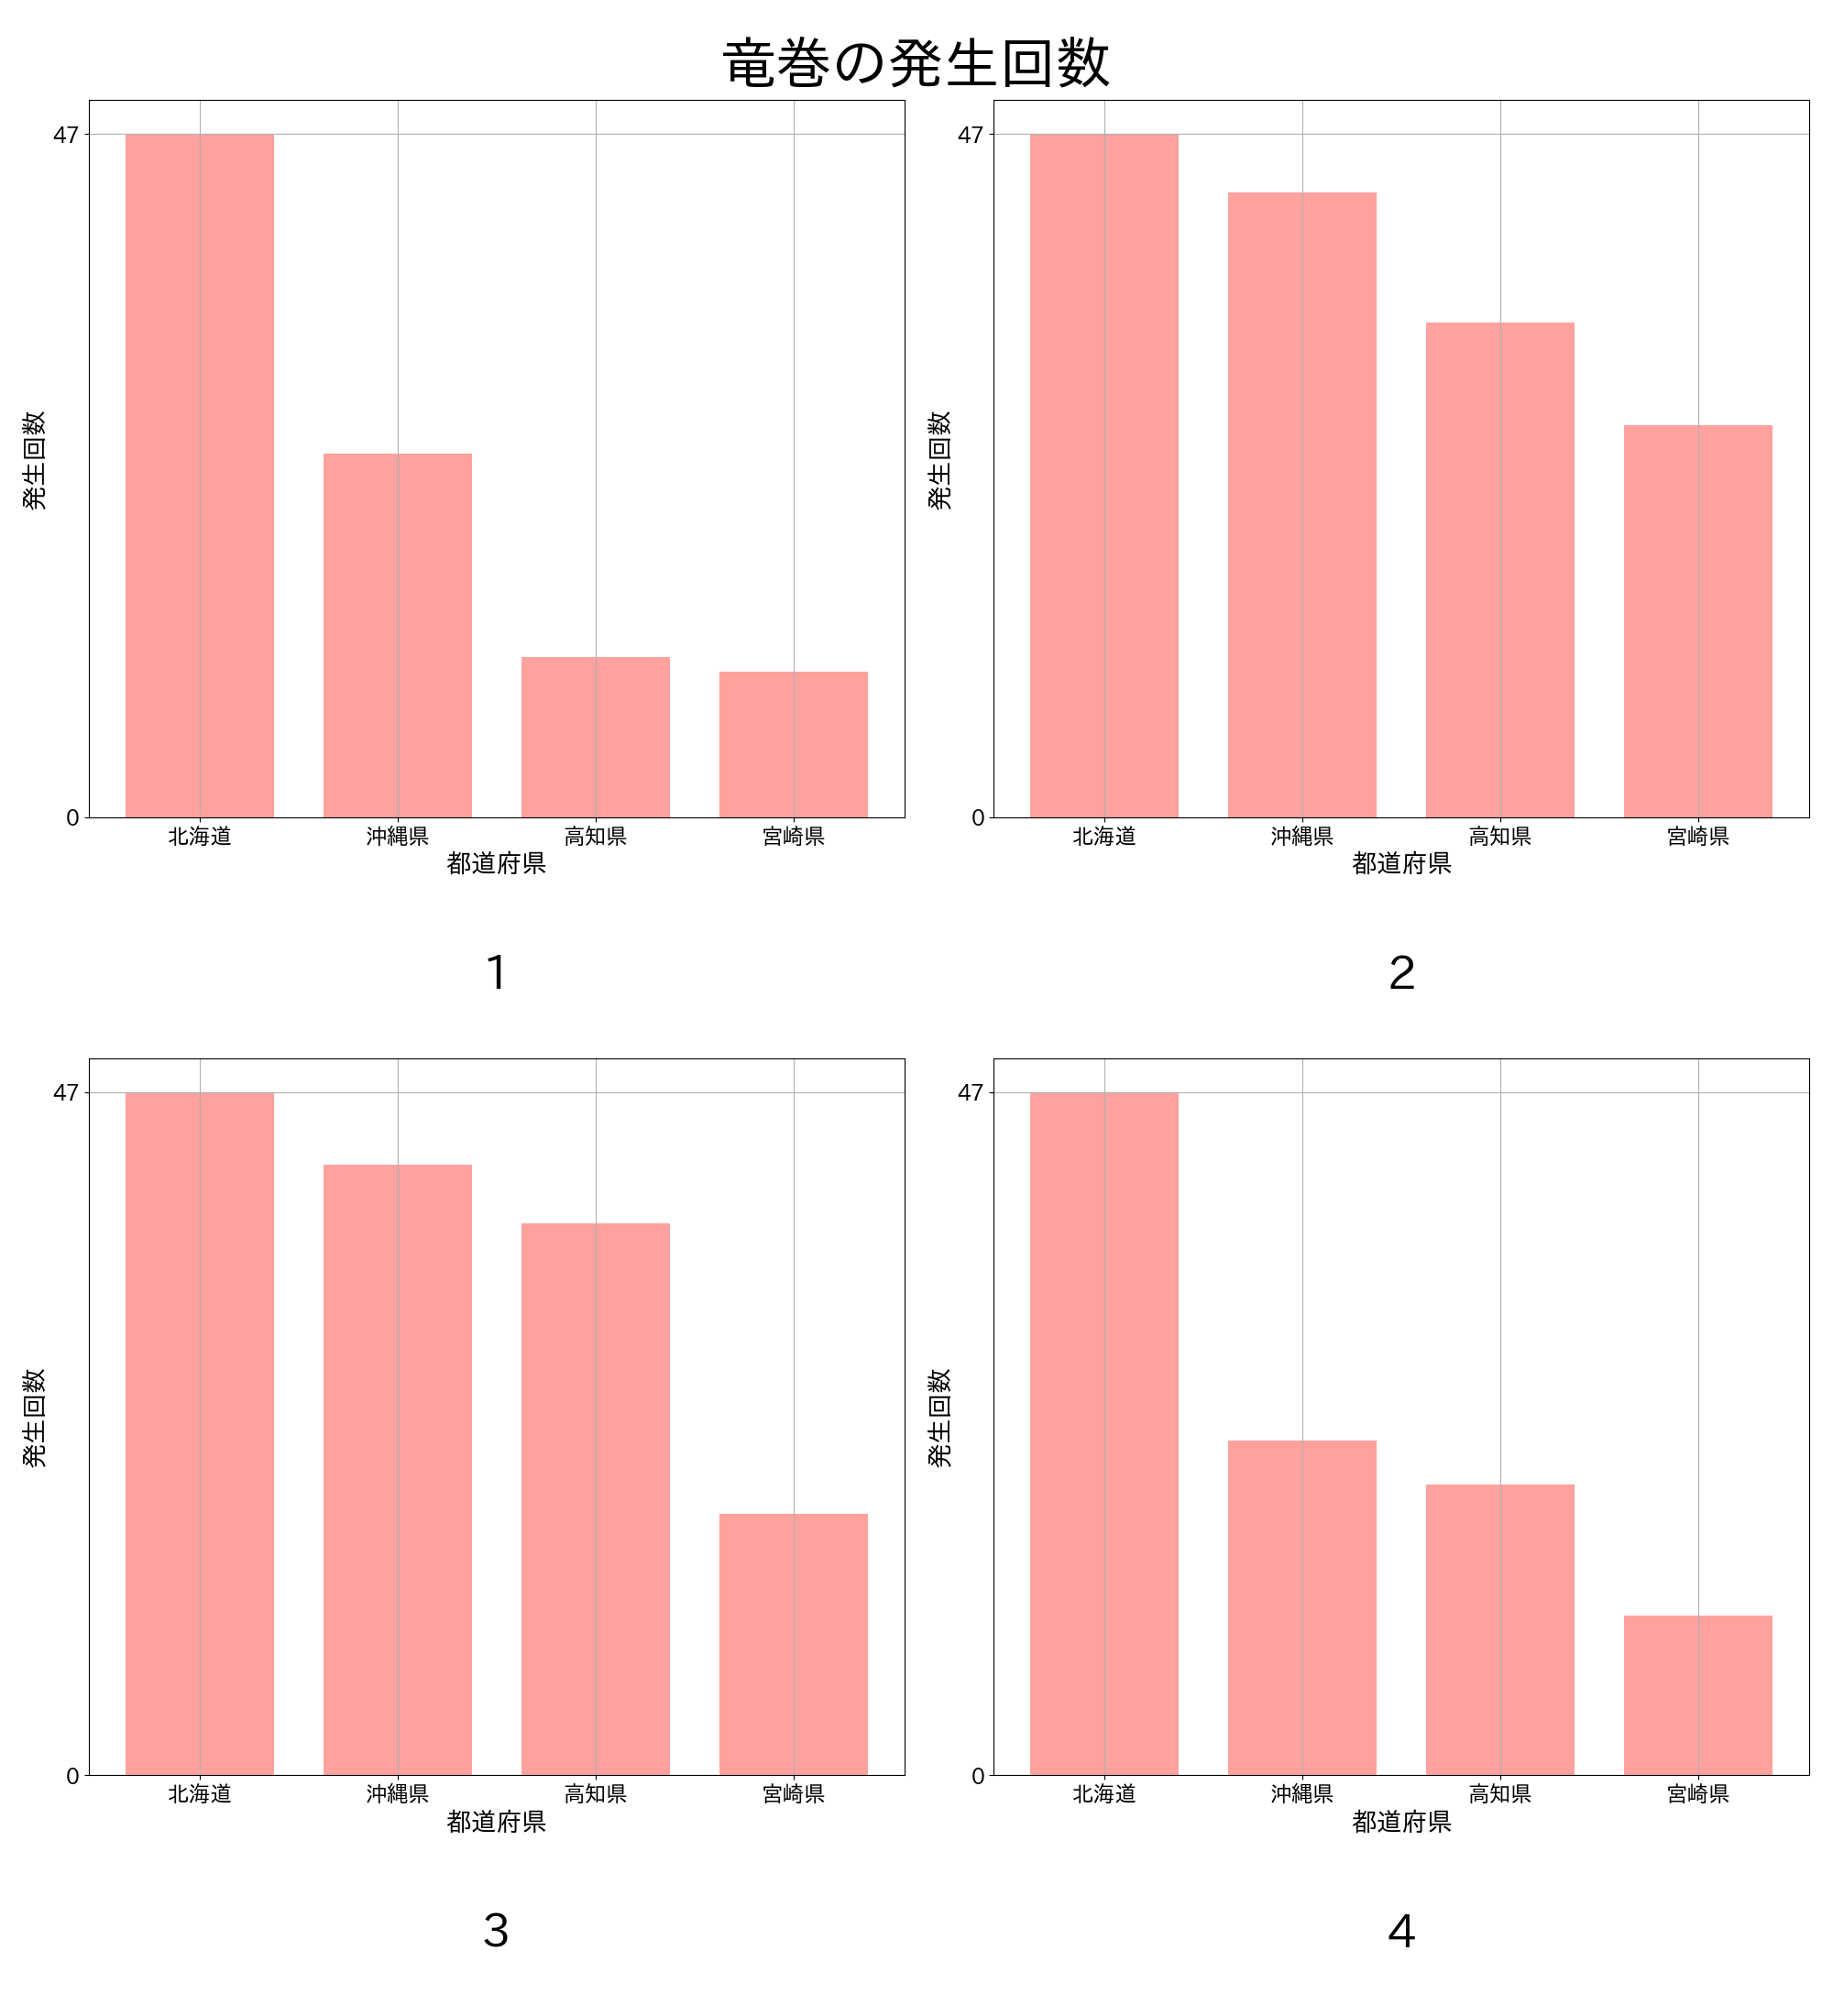 竜巻の発生回数
47
0
発生回数
北海道 沖縄県 高知県 宮崎県
都道府県
1
47
0
発生回数
北海道 沖縄県 高知県 宮崎県
都道府県
2
47
0
発生回数
北海道 沖縄県 高知県 宮崎県
都道府県
3
47
0
発生回数
北海道 沖縄県 高知県 宮崎県
都道府県
4